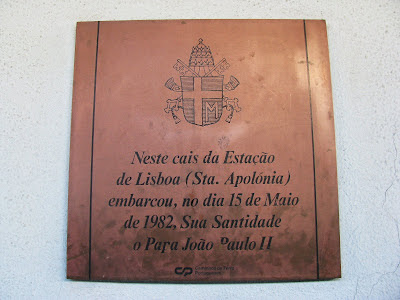 Neste cais da Estação
de Lisboa (Sta. Apolónia)
embarcou, no dia 15 de Maio
de 1982, Sua Santidade
o Papa João Paulo II
CP